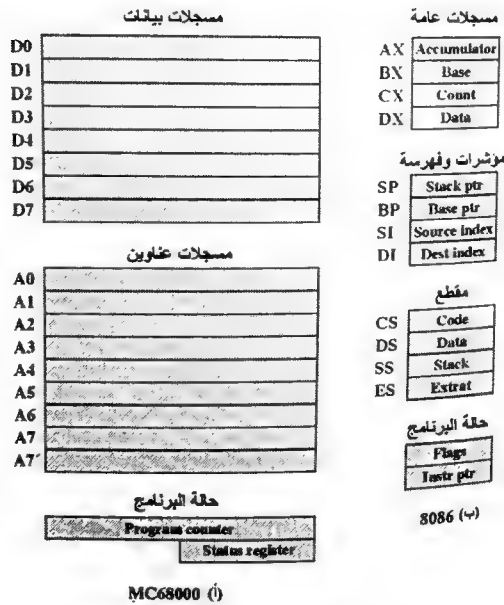 مسجلات بيانات
D0
D1
D2
D3
D4
D5
D6
D7
مسجلات عناوين
A0
A1
A2
A3
A4
A5
A6
A7
A7'
حالة البرنامج
Program counter
Status register
MC68000 (أ)
مسجلات عامة
AX Accumulator
BX Base
CX Count
DX Data
مؤشرات وفهرسة
SP Stack ptr
BP Base ptr
SI Source index
DI Dest index
مقطع
CS Code
DS Data
SS Stack
ES Extrat
حالة البرنامج
Flags
Instr ptr
8086 (ب)